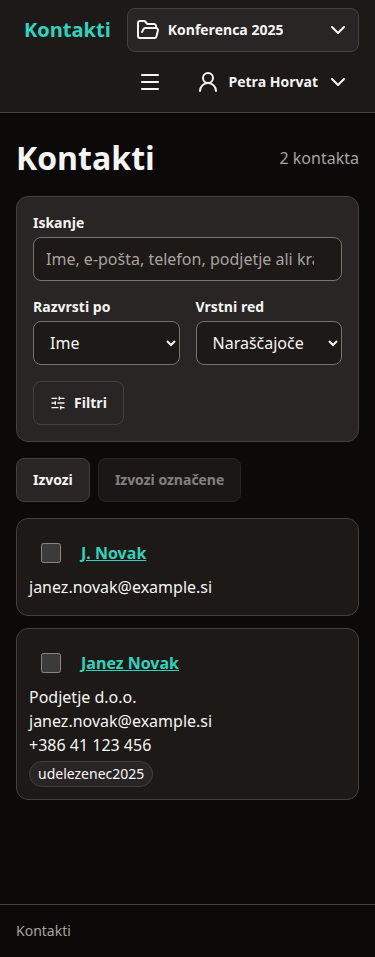 Kontakti
Konferenca 2025
Petra Horvat
Kontakti
2 kontakta
Iskanje
Ime, e-pošta, telefon, podjetje ali kra
Razvrsti po
Vrstni red
Ime
Naraščajoče
Filtri
Izvozi
Izvozi označene
J. Novak
janez.novak@example.si
Janez Novak
Podjetje d.o.o.
janez.novak@example.si
+386 41 123 456
udelezenec2025
Kontakti